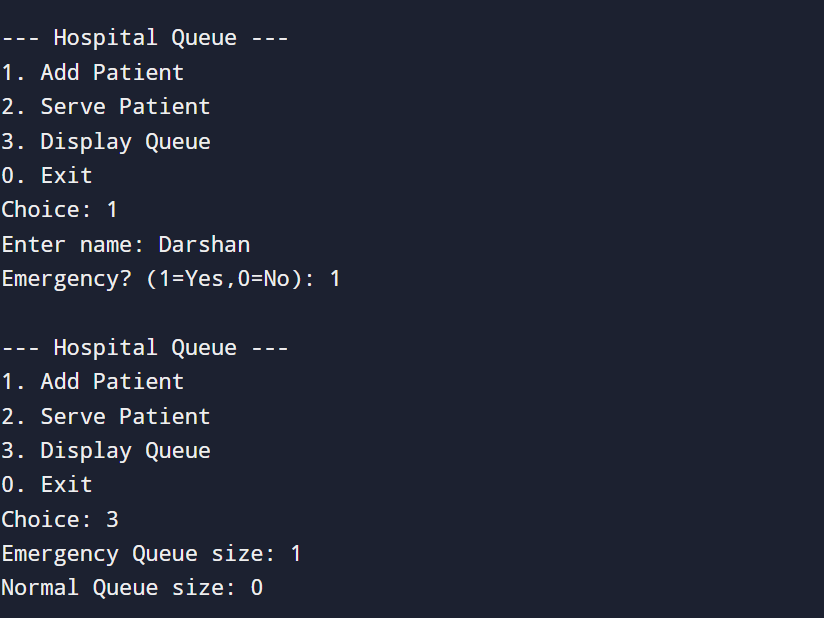 --- Hospital Queue ---
1. Add Patient
2. Serve Patient
3. Display Queue
0. Exit
Choice: 1
Enter name: Darshan
Emergency? (1=Yes,0=No): 1
--- Hospital Queue ---
1. Add Patient
2. Serve Patient
3. Display Queue
0. Exit
Choice: 3
Emergency Queue size: 1
Normal Queue size: 0